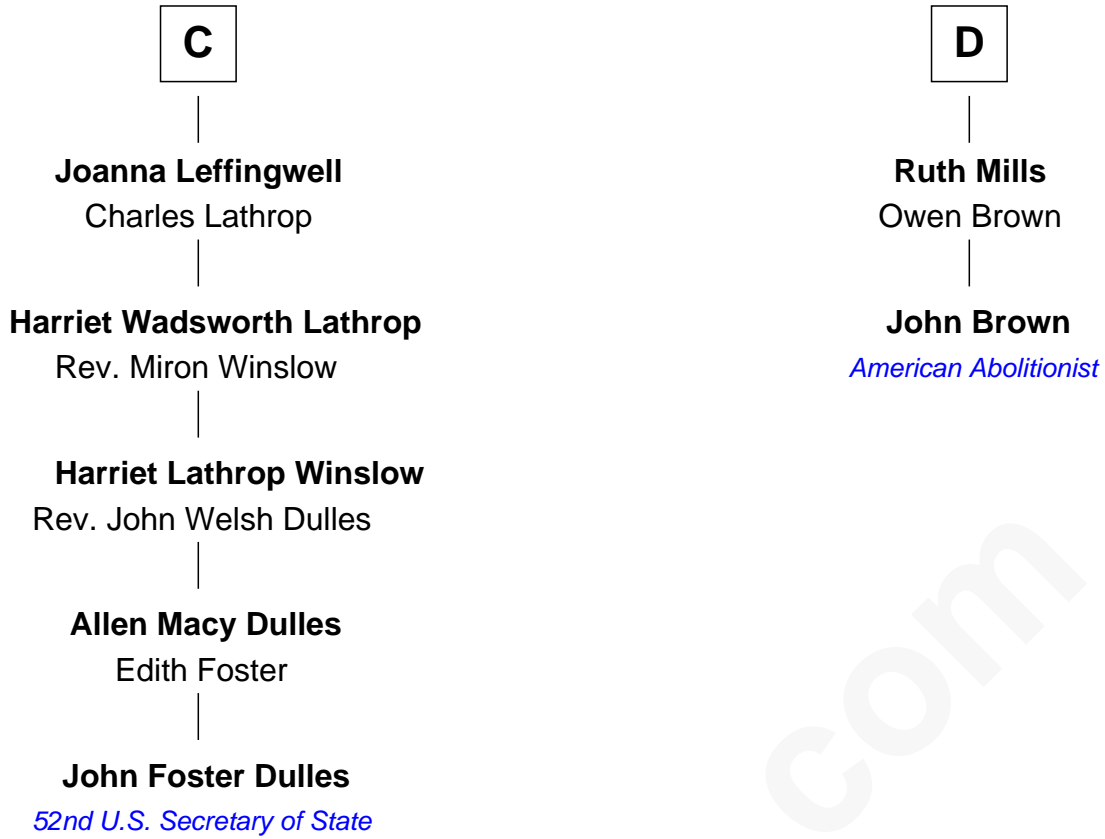 C
Joanna Leffingwell
Charles Lathrop
Harriet Wadsworth Lathrop
Rev. Miron Winslow
Harriet Lathrop Winslow
Rev. John Welsh Dulles
Allen Macy Dulles
Edith Foster
John Foster Dulles
52nd U.S. Secretary of State
D
Ruth Mills
Owen Brown
John Brown
American Abolitionist
com